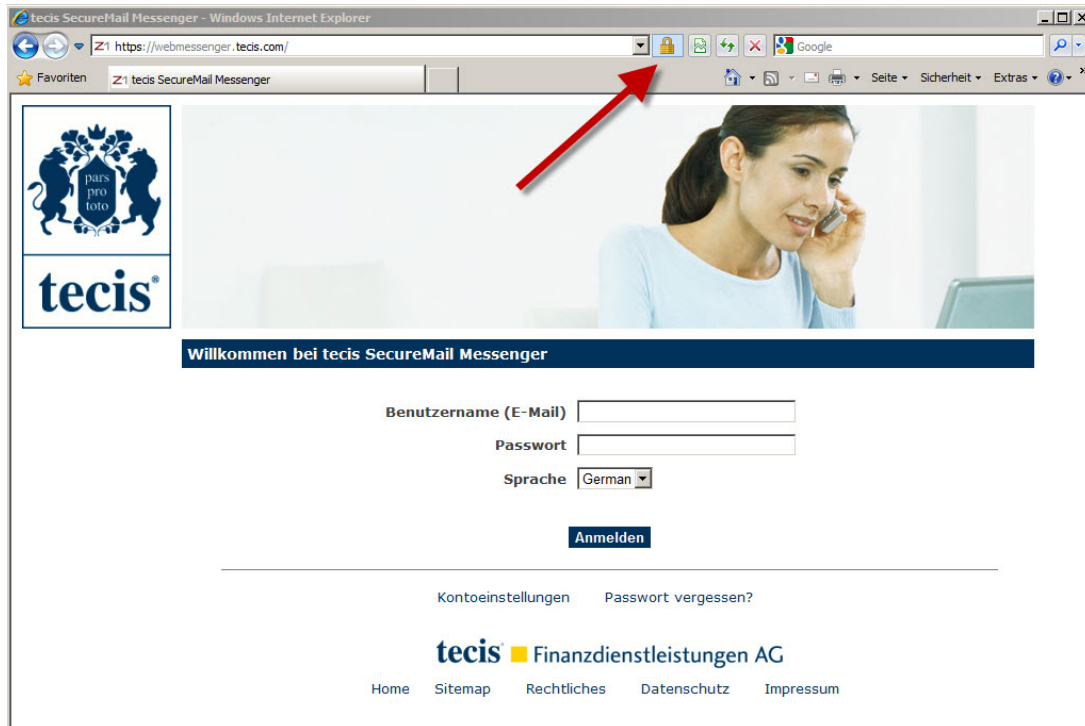 tecis SecureMail Messenger - Windows Internet Explorer
Z1 https://webmessenger.tecis.com/
Google
Favoriten
Z1 tecis SecureMail Messenger
Seite Sicherheit Extras
pars
pro
toto
tecis®
Willkommen bei tecis SecureMail Messenger
Benutzername (E-Mail)
Passwort
Sprache German
Anmelden
Kontoeinstellungen Passwort vergessen?
tecis Finanzdienstleistungen AG
Home Sitemap Rechtliches Datenschutz Impressum